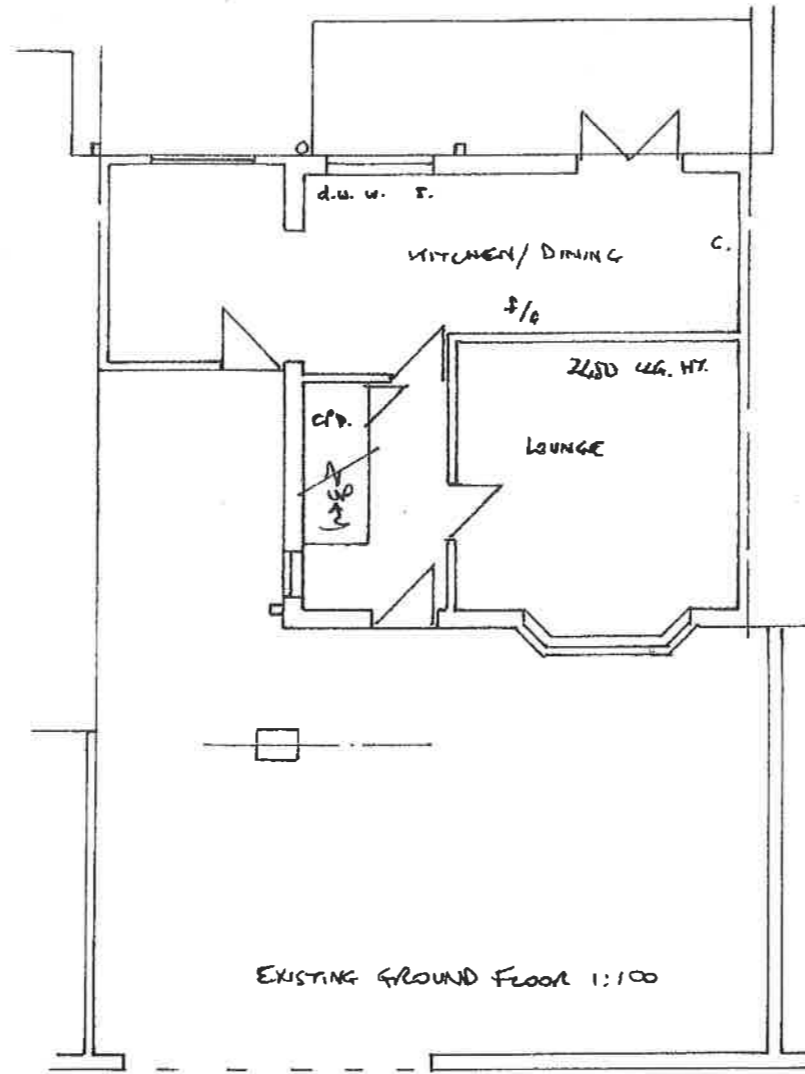 d.w. w. s.
KITCHEN/ DINING
C.
f/
2450 CLG. HT.
CPD.
LOUNGE
UP
EXISTING GROUND FLOOR 1:100